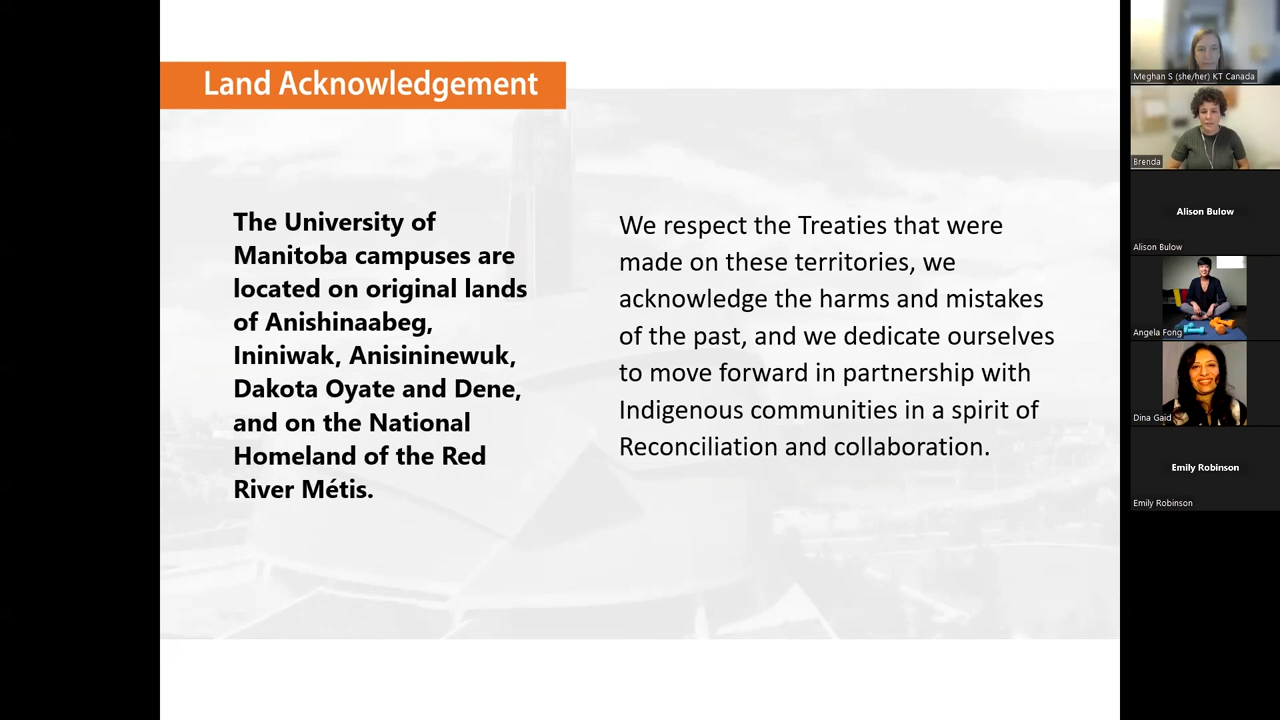 Land Acknowledgement
The University of
Manitoba campuses are
located on original lands
of Anishinaabeg,
Ininiwak, Anisininewuk,
Dakota Oyate and Dene,
and on the National
Homeland of the Red
River Métis.
We respect the Treaties that were
made on these territories, we
acknowledge the harms and mistakes
of the past, and we dedicate ourselves
to move forward in partnership with
Indigenous communities in a spirit of
Reconciliation and collaboration.
Meghan S (she/her) KT Canada
Brenda
Alison Bulow
Alison Bulow
Angela Fong
Dina Gaid
Emily Robinson
Emily Robinson